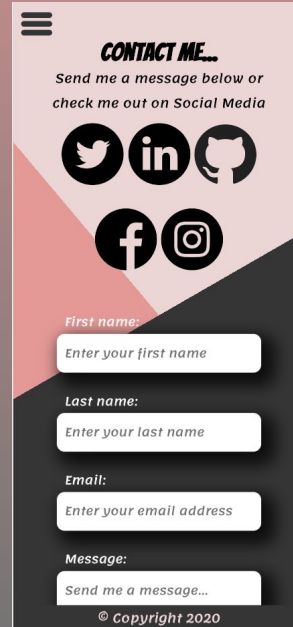 CONTACT ME...
Send me a message below or
check me out on Social Media
in
First name:
Enter your first name
Last name:
Enter your last name
Email:
Enter your email address
Message:
Send me a message...
© Copyright 2020